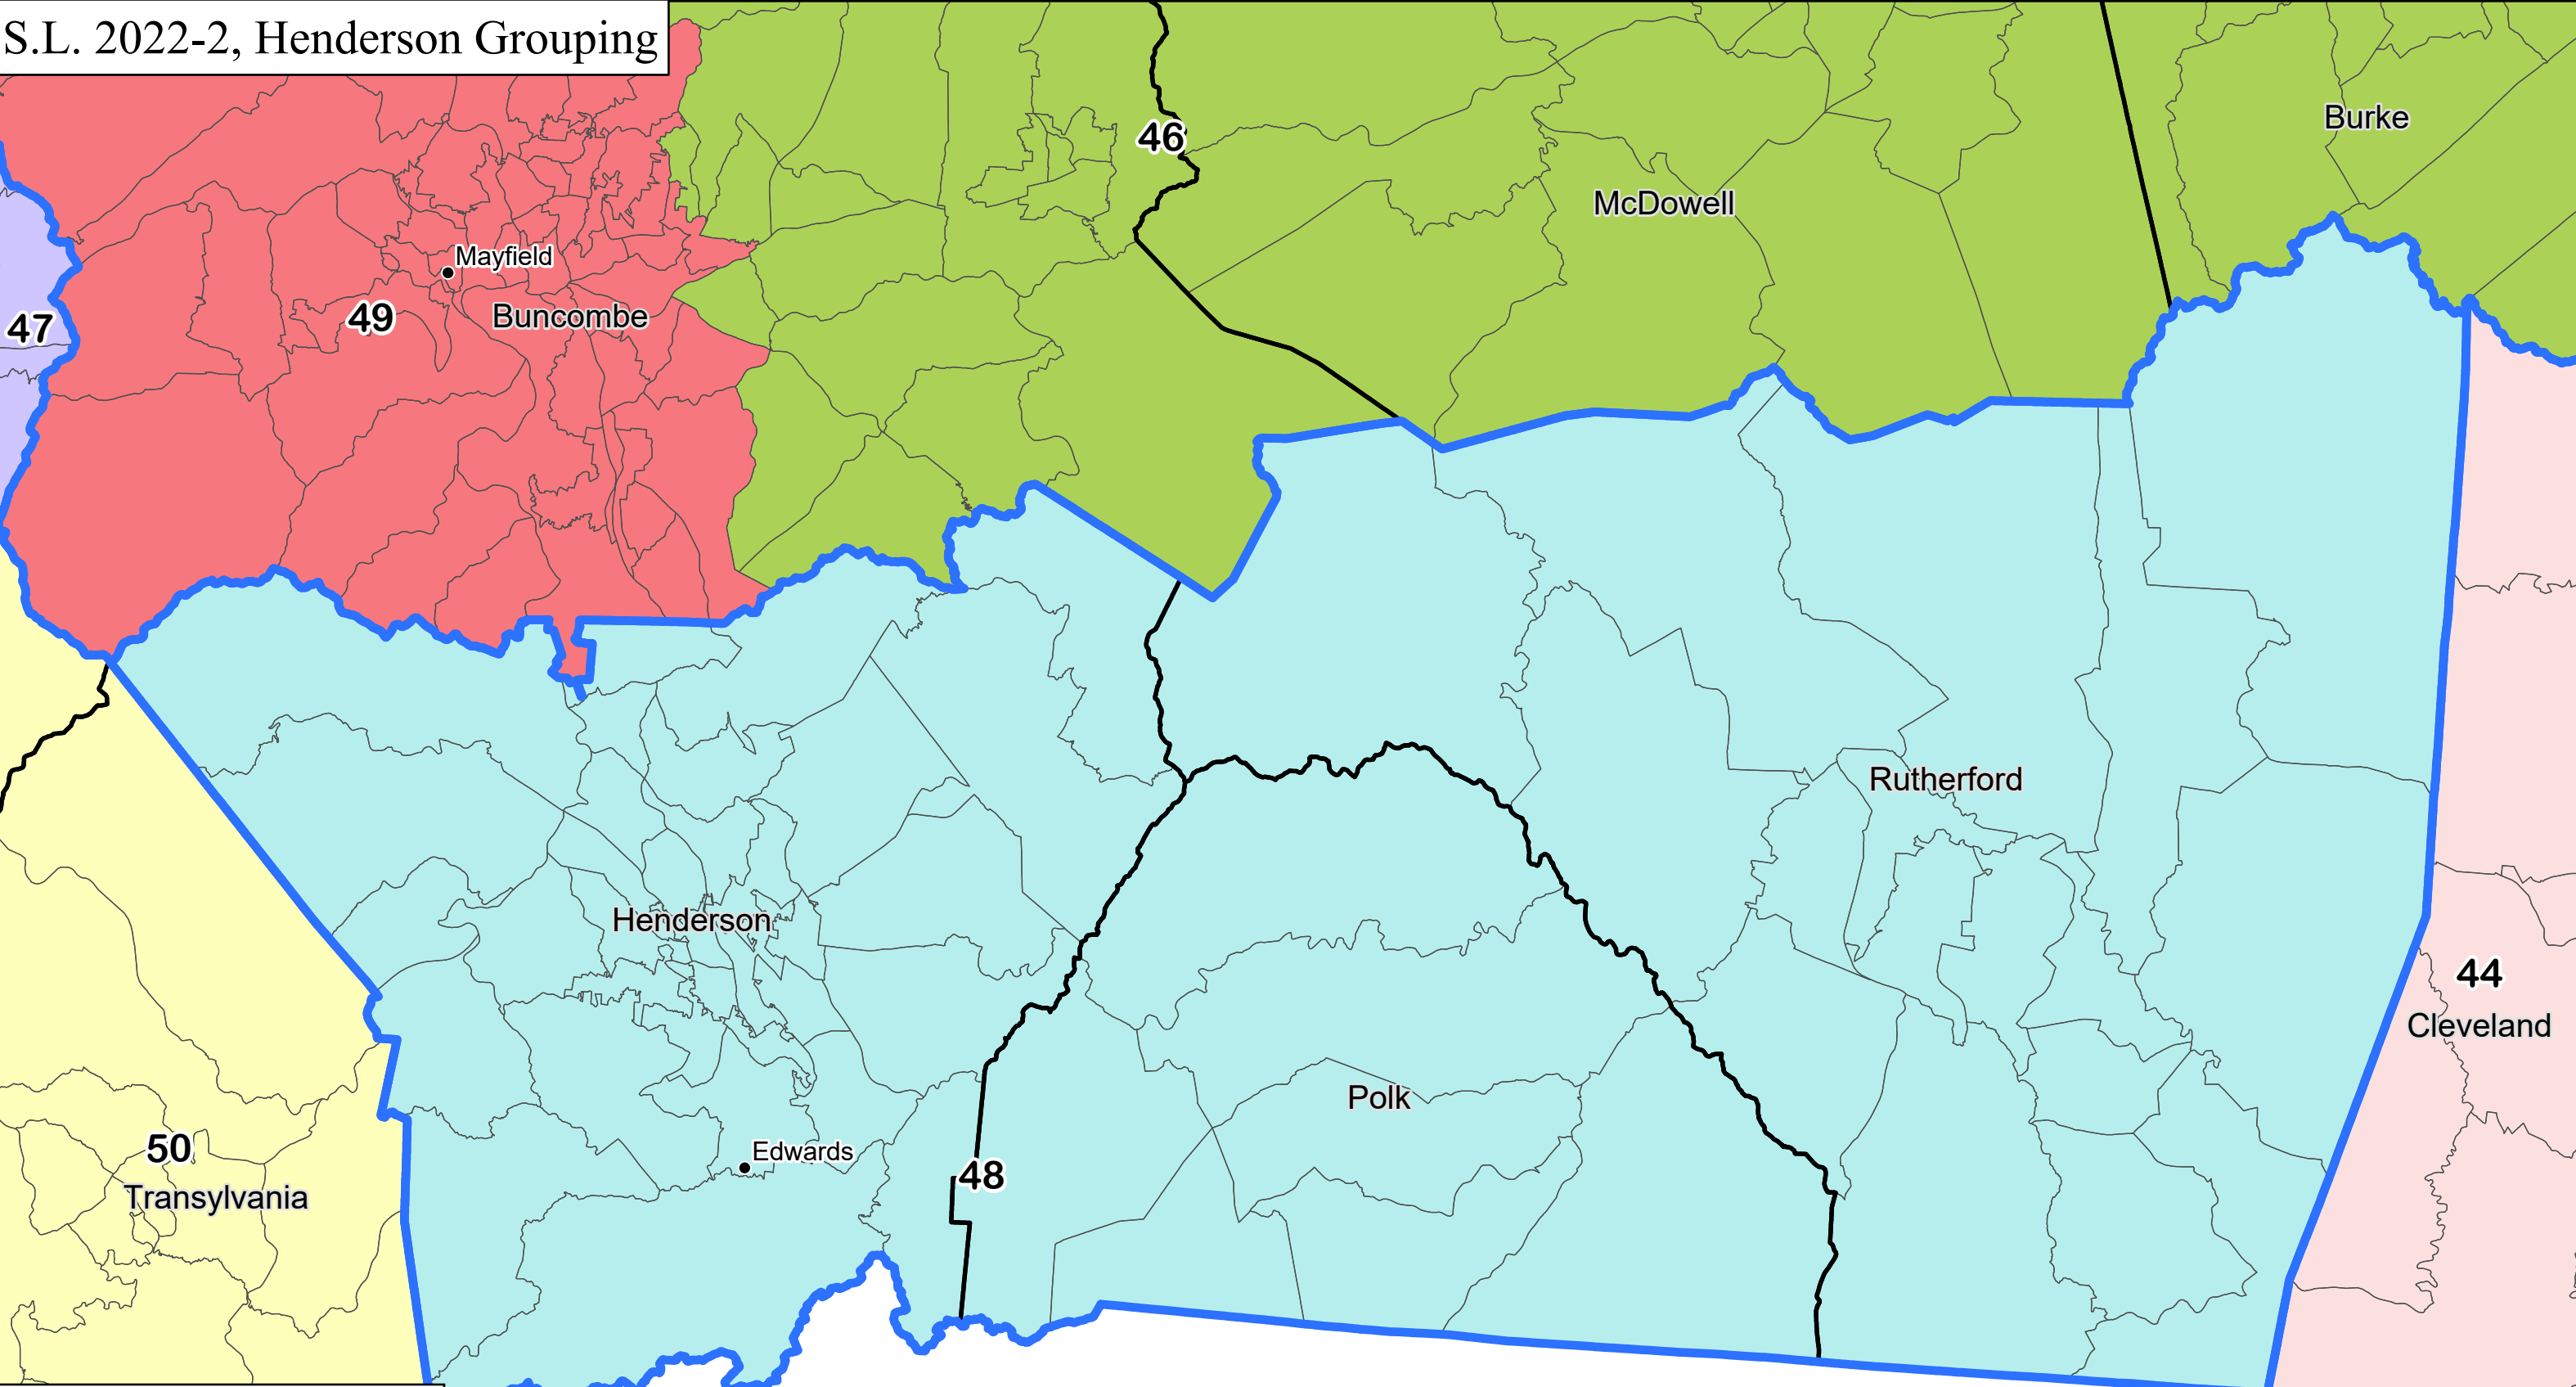 S.L. 2022-2, Henderson Grouping
46
Burke
McDowell
Mayfield
47
49
Buncombe
Rutherford
Henderson
44
Cleveland
Polk
50
Edwards
48
Transylvania